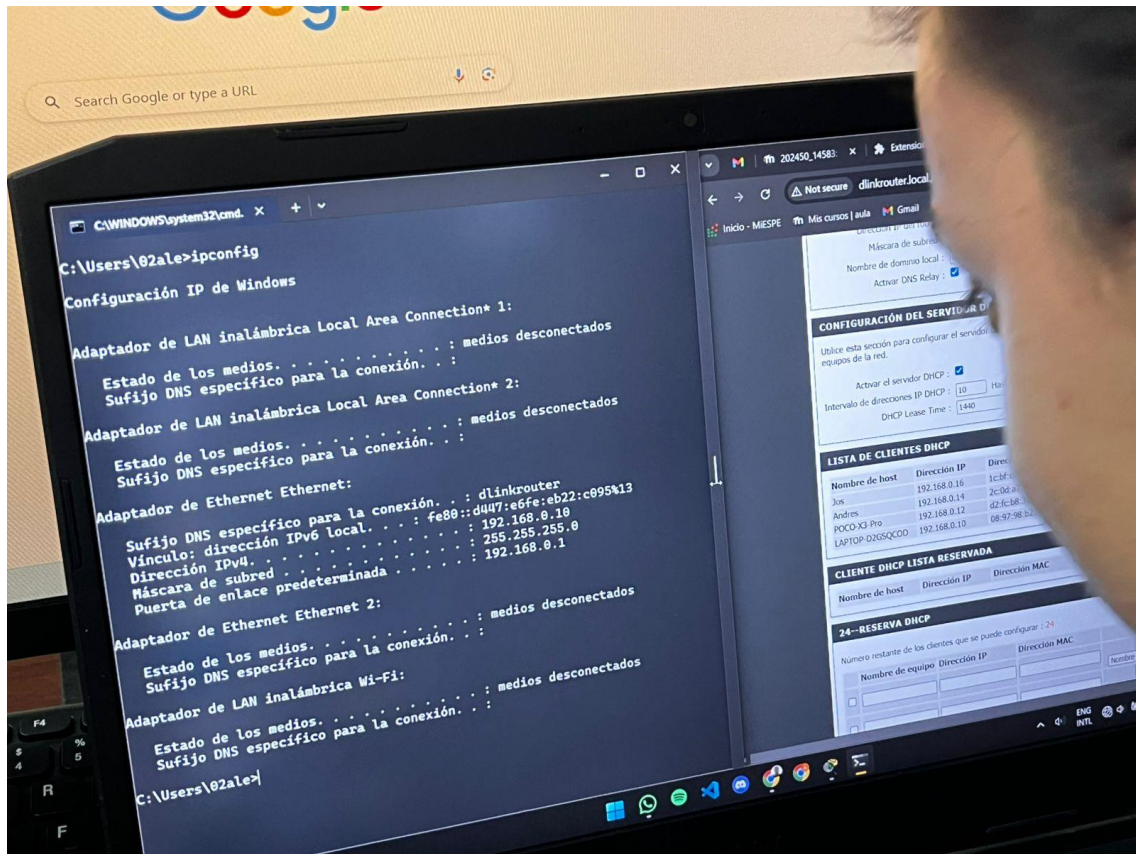 Search Google or type a URL
C:\WINDOWS\system32\cmd.
C:\Users\02ale>ipconfig
Configuración IP de Windows
Adaptador de LAN inalámbrica Local Area Connection* 1:
Estado de los medios. . . . . . . . . . . : medios desconectados
Sufijo DNS específico para la conexión. . :
Adaptador de LAN inalámbrica Local Area Connection* 2:
Estado de los medios. . . . . . . . . . . : medios desconectados
Sufijo DNS específico para la conexión. . :
Adaptador de Ethernet Ethernet:
Sufijo DNS específico para la conexión. . : dlinkrouter
Vínculo: dirección IPv6 local. . . : fe80::d447:e6fe:eb22:c095%13
Dirección IPv4. . . . . . . . . . . . . . : 192.168.0.10
Máscara de subred . . . . . . . . . . . . : 255.255.255.0
Puerta de enlace predeterminada . . . . . : 192.168.0.1
Adaptador de Ethernet Ethernet 2:
Estado de los medios. . . . . . . . . . . : medios desconectados
Sufijo DNS específico para la conexión. . :
Adaptador de LAN inalámbrica Wi-Fi:
Estado de los medios. . . . . . . . . . . : medios desconectados
Sufijo DNS específico para la conexión. . :
C:\Users\02ale>
202450_14583:
Not secure dlinkrouter.local
Inicio - MiESPE Mis cursos | aula Gmail
Máscara de
Nombre de dominio local :
Activar DNS Relay :
CONFIGURACIÓN DEL SERVIDOR
Utilice esta sección para configurar el servidor
equipos de la red.
Activar el servidor DHCP :
Intervalo de direcciones IP DHCP : 10
DHCP Lease Time : 1440
LISTA DE CLIENTES DHCP
Nombre de host Dirección IP
Jos 192.168.0.16
Andres 192.168.0.14
POCO-X3-Pro 192.168.0.12
LAPTOP-D2GSQCOD 192.168.0.10
CLIENTE DHCP LISTA RESERVADA
Nombre de host Dirección IP Dirección MAC
24--RESERVA DHCP
Número restante de los clientes que se puede configurar : 24
Nombre de equipo Dirección IP Dirección MAC
Nombre
ENG
INTL
F4
$
4
%
5
R
F